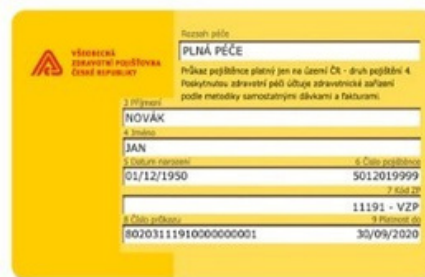 VŠEOBECNÁ
ZDRAVOTNÍ POJIŠŤOVNA
ČESKÉ REPUBLIKY
Rozsah péče
PLNÁ PÉČE
Průkaz pojištěnce platný jen na území ČR - druh pojištění 4.
Poskytnutou zdravotní péči účtuje zdravotnické zařízení
podle metodiky samostatnými dávkami a fakturami.
3 Příjmení
NOVÁK
4 Jméno
JAN
5 Datum narození 6 Číslo pojištěnce
01/12/1950 5012019999
7 Kód ZP
11191 - VZP
8 Číslo průkazu 9 Platnost do
80203111910000000001 30/09/2020